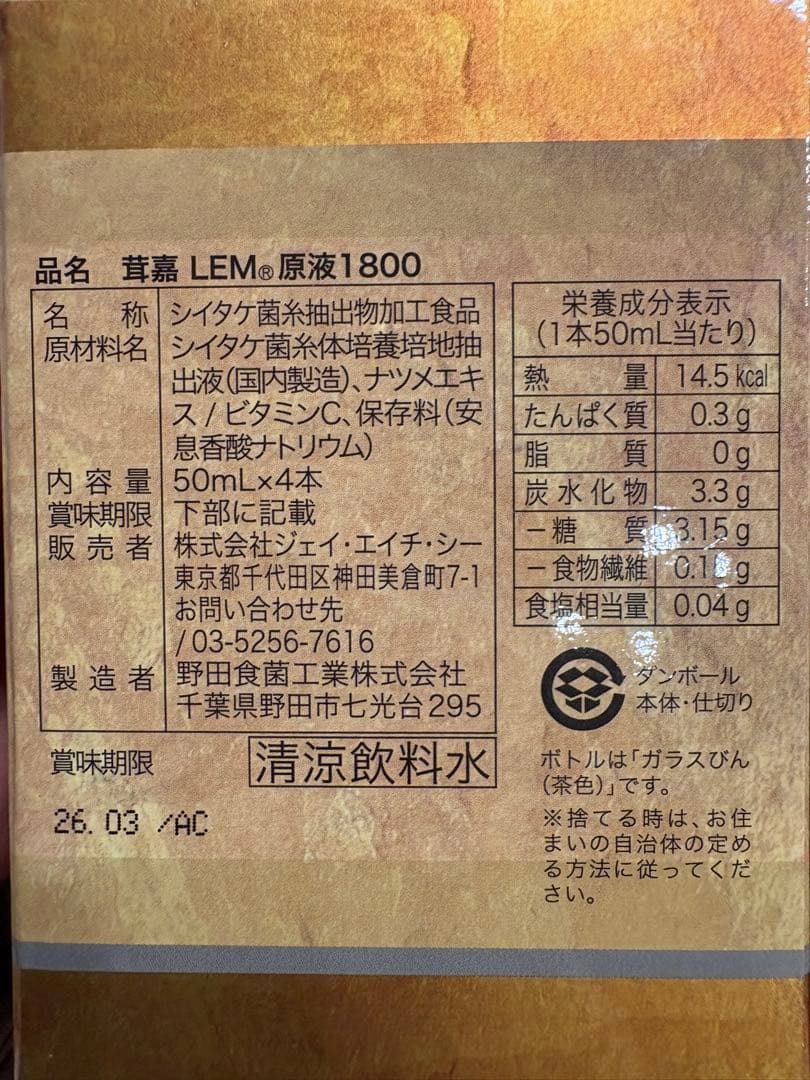 品名 茸嘉 LEM®原液1800
名称 シイタケ菌糸抽出物加工食品
原材料名 シイタケ菌糸体培養培地抽
出液(国内製造)、ナツメエキ
ス / ビタミンC、保存料(安
息香酸ナトリウム)
内容量 50mL×4本
賞味期限 下部に記載
販売者 株式会社ジェイ・エイチ・シー
東京都千代田区神田美倉町7-1
お問い合わせ先
/ 03-5256-7616
製造者 野田食菌工業株式会社
千葉県野田市七光台295
賞味期限
清涼飲料水
26. 03 /AC
栄養成分表示
(1本50mL当たり)
熱量 14.5 kcal
たんぱく質 0.3 g
脂質 0 g
炭水化物 3.3 g
-糖質 3.15 g
-食物繊維
食塩相当量 0.04 g
ダンボール
本体・仕切り
ボトルは「ガラスびん
(茶色)」です。
※捨てる時は、お住
まいの自治体の定め
る方法に従ってくだ
さい。